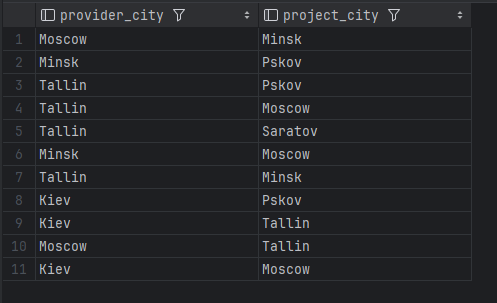 provider_city project_city
1 Moscow Minsk
2 Minsk Pskov
3 Tallin Pskov
4 Tallin Moscow
5 Tallin Saratov
6 Minsk Moscow
7 Tallin Minsk
8 Kiev Pskov
9 Kiev Tallin
10 Moscow Tallin
11 Kiev Moscow